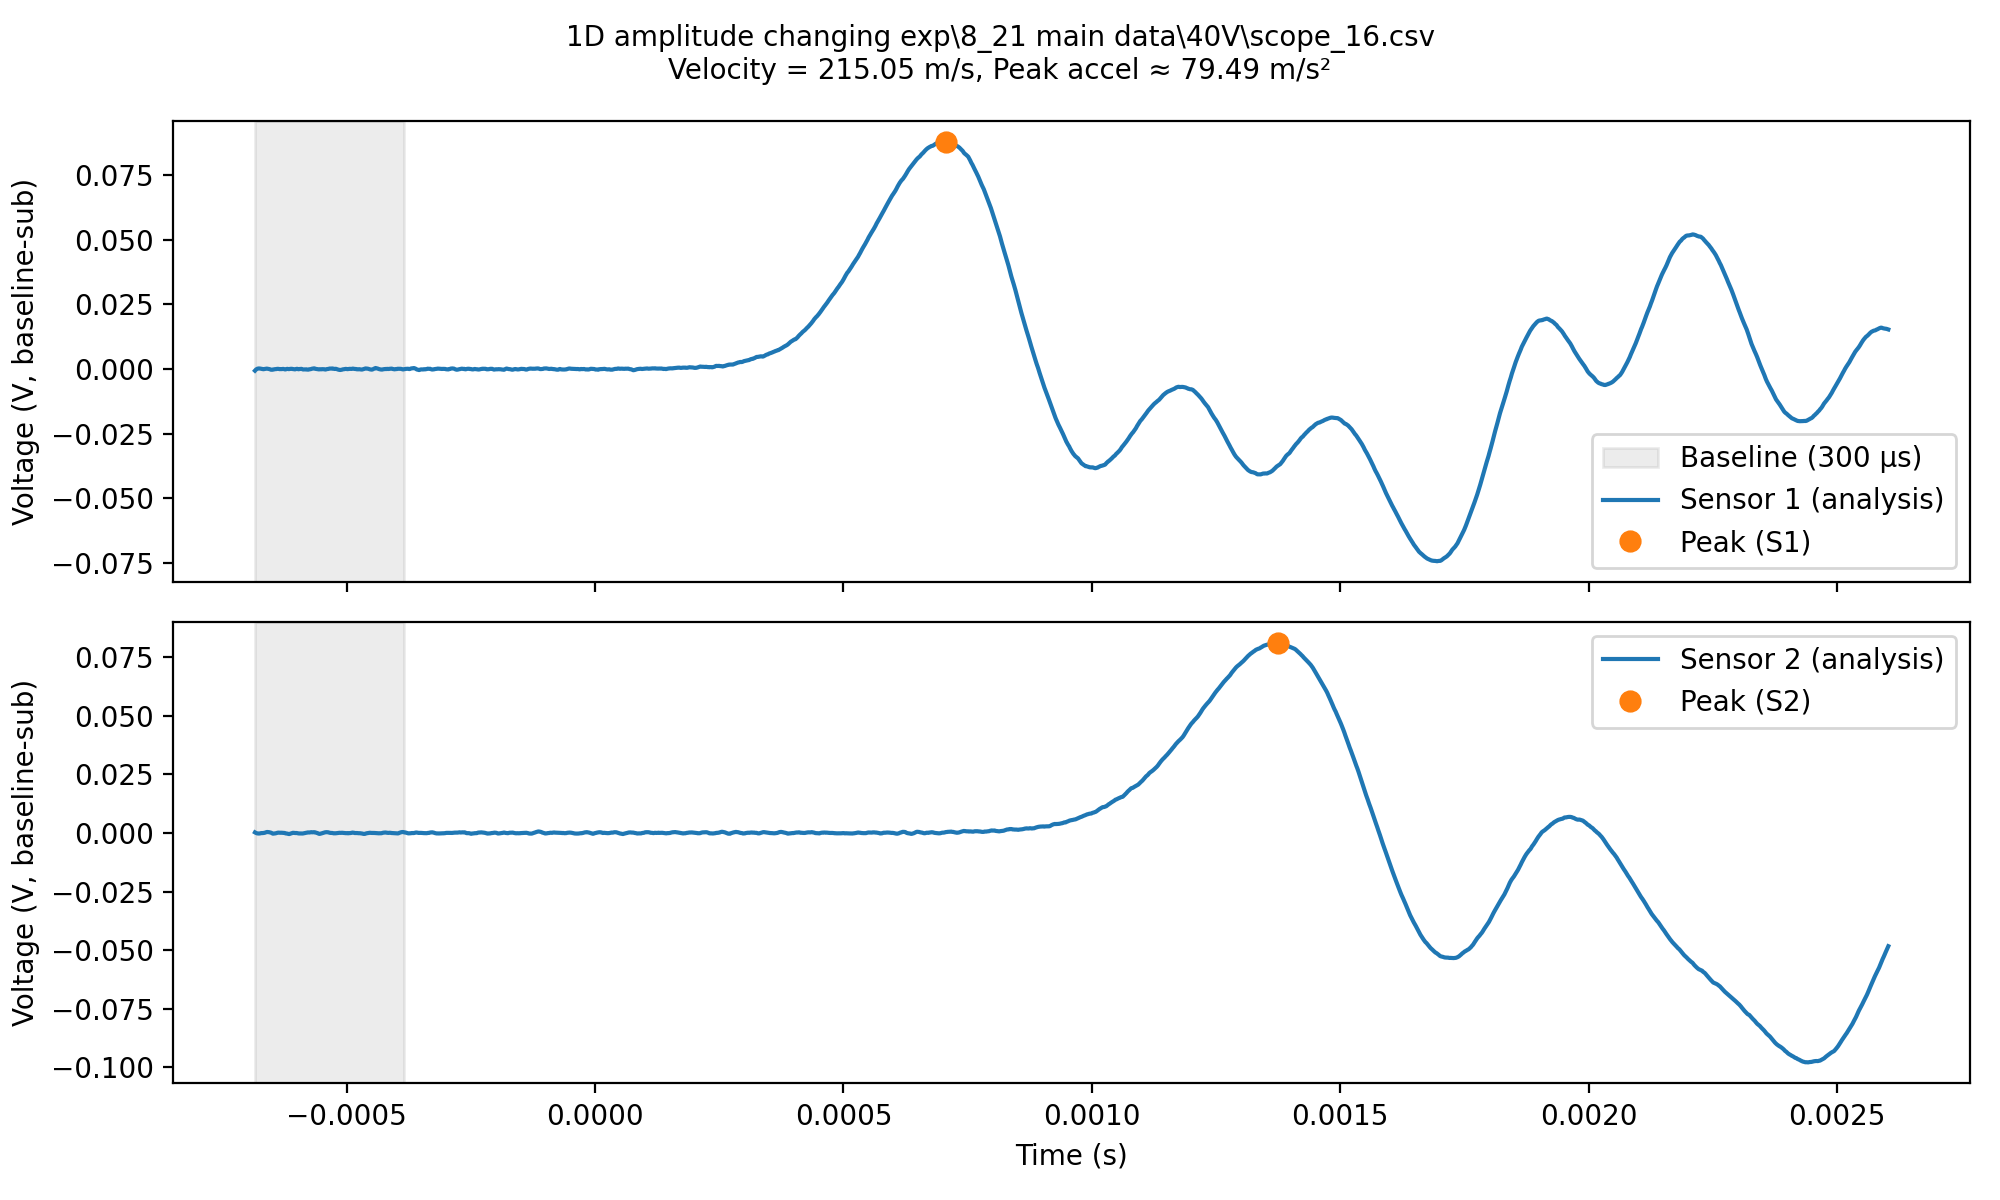 1D amplitude changing exp\8_21 main data\40V\scope_16.csv
Velocity = 215.05 m/s, Peak accel ≈ 79.49 m/s²
Voltage (V, baseline-sub)
0.075
0.050
0.025
0.000
−0.025
−0.050
−0.075
Baseline (300 µs)
Sensor 1 (analysis)
Peak (S1)
Voltage (V, baseline-sub)
0.075
0.050
0.025
0.000
−0.025
−0.050
−0.075
−0.100
Sensor 2 (analysis)
Peak (S2)
−0.0005 0.0000 0.0005 0.0010 0.0015 0.0020 0.0025
Time (s)